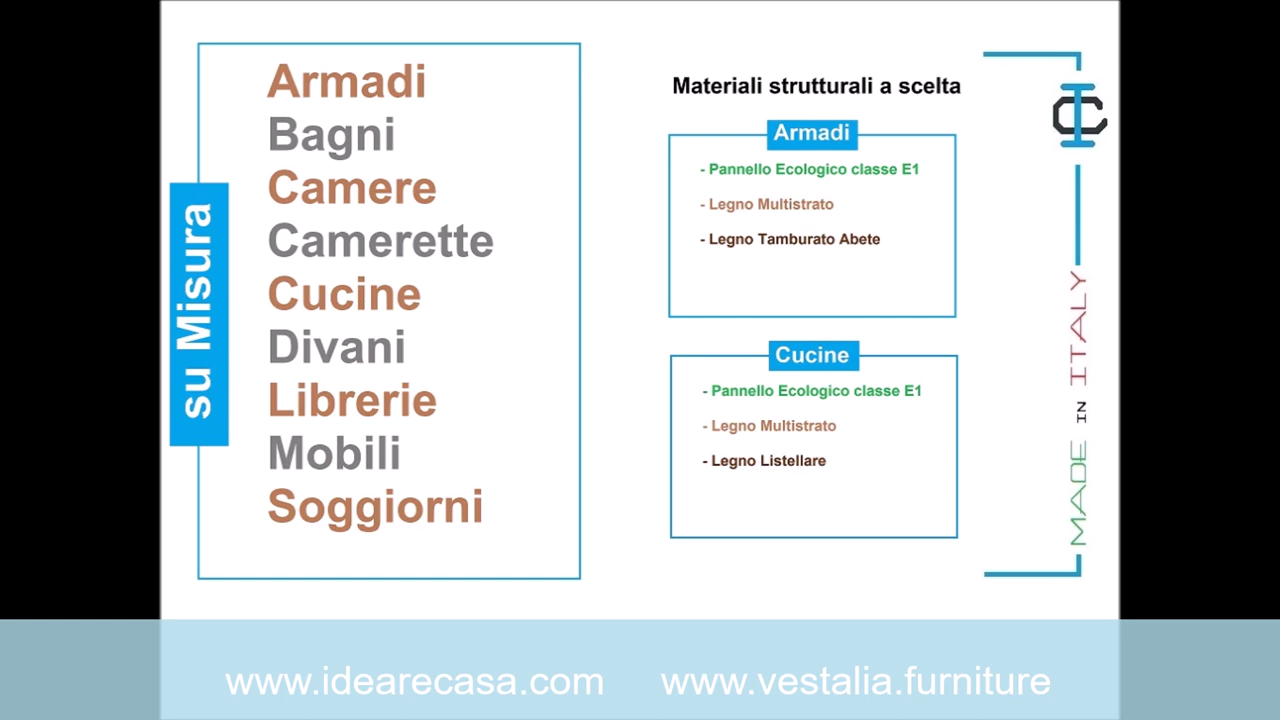 su Misura
Armadi
Bagni
Camere
Camerette
Cucine
Divani
Librerie
Mobili
Soggiorni
Materiali strutturali a scelta
Armadi
- Pannello Ecologico classe E1
- Legno Multistrato
- Legno Tamburato Abete
Cucine
- Pannello Ecologico classe E1
- Legno Multistrato
- Legno Listellare
IC
MADE IN ITALY
www.idearecasa.com www.vestalia.furniture